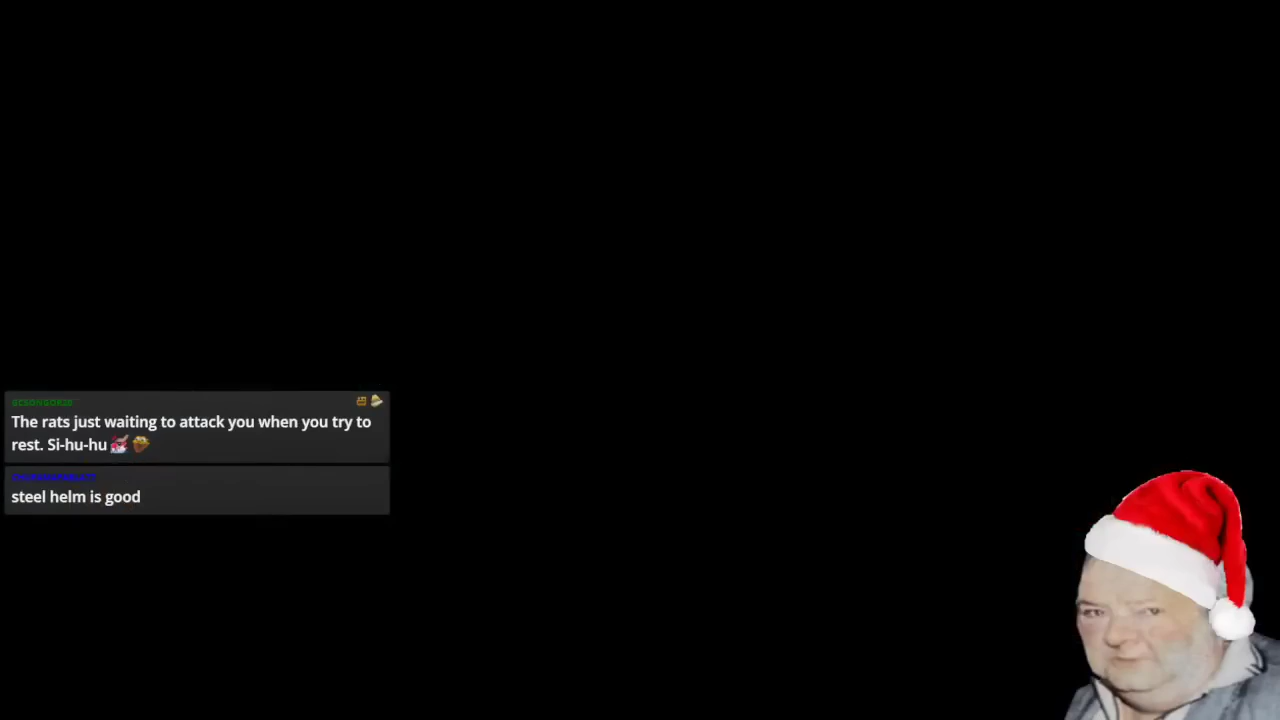 The rats just waiting to attack you when you try to
rest. Si-hu-hu
steel helm is good